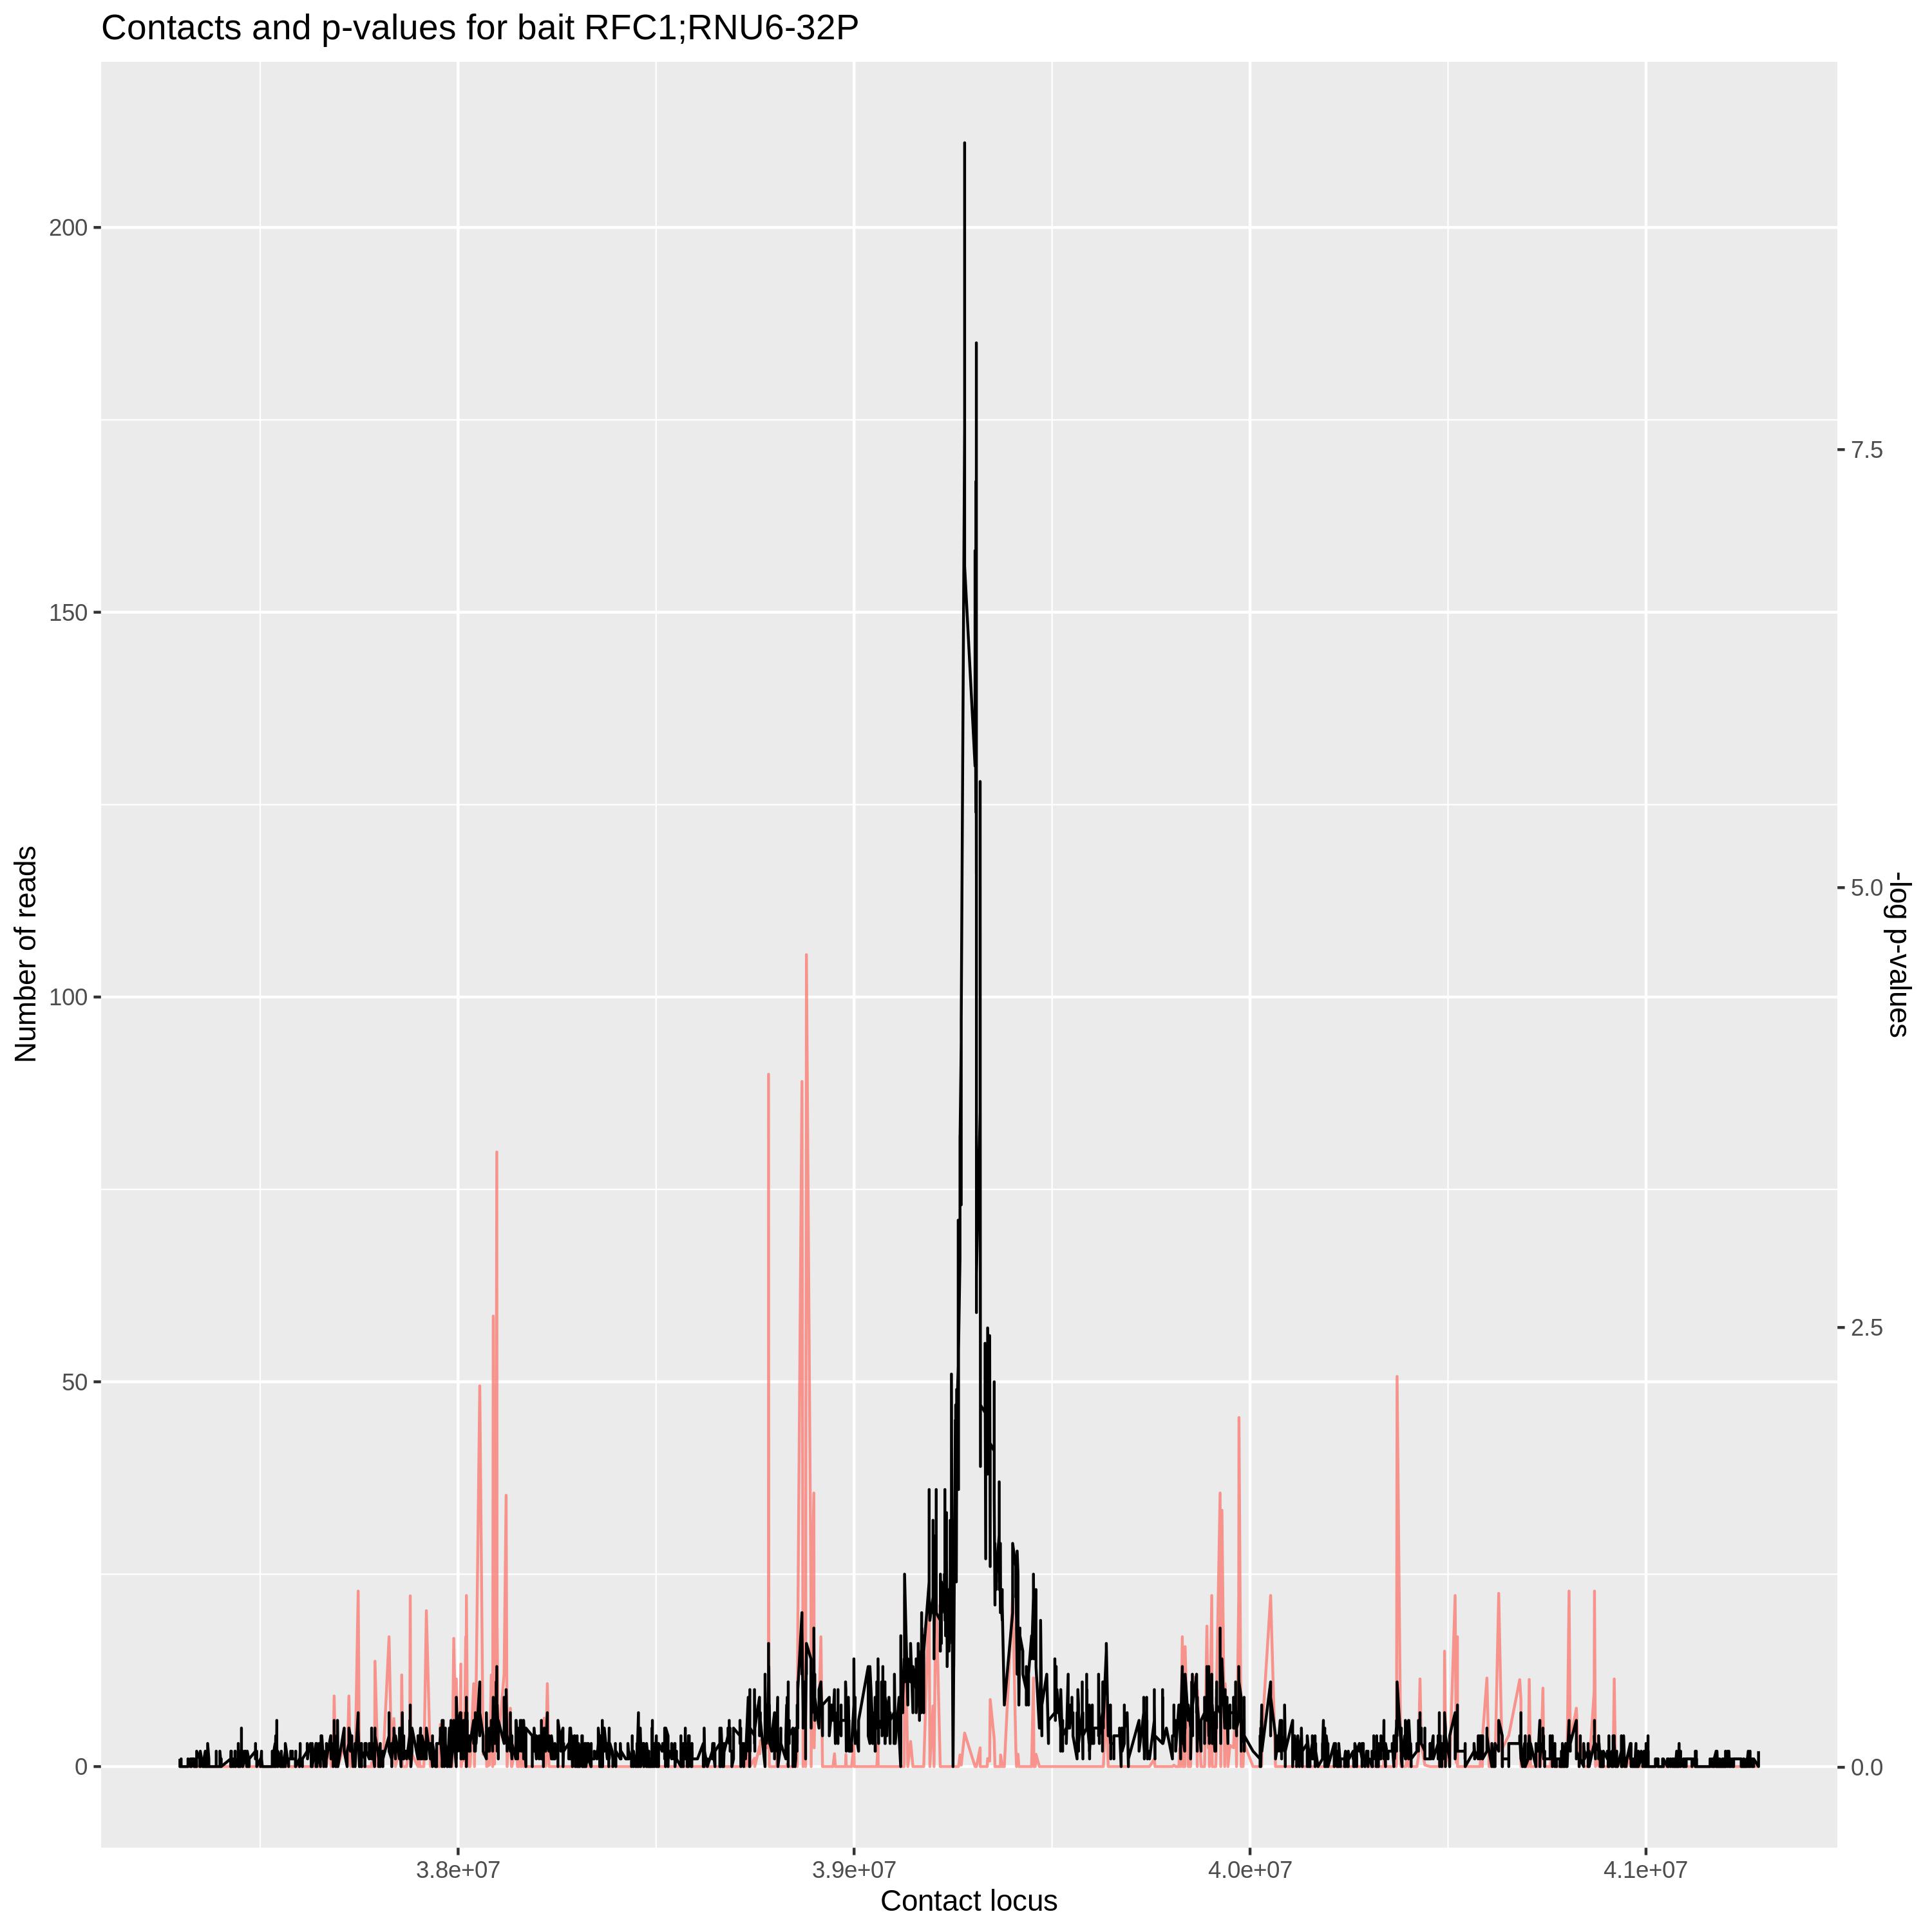 Contacts and p-values for bait RFC1;RNU6-32P
200
150
100
50
0
Number of reads
7.5
5.0
2.5
0.0
-log p-values
3.8e+07
3.9e+07
4.0e+07
4.1e+07
Contact locus